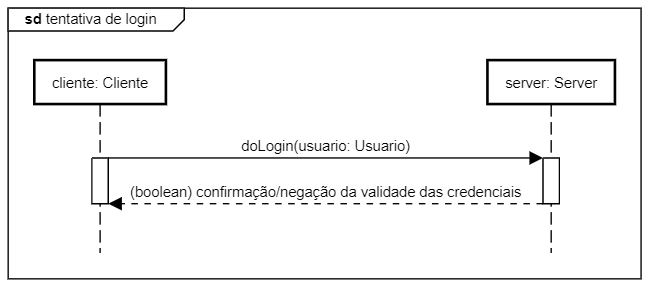 sd tentativa de login
cliente: Cliente
server: Server
doLogin(usuario: Usuario)
(boolean) confirmação/negação da validade das credenciais